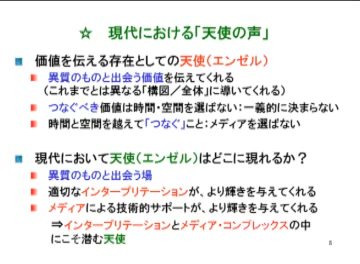 ☆ 現代における「天使の声」
価値を伝える存在としての天使（エンゼル）
異質のものと出会う価値を伝えてくれる
（これまでとは異なる「構図／全体」に導いてくれる）
つなぐべき価値は時間・空間を選ばない：一義的に決まらない
時間と空間を越えて「つなぐ」こと：メディアを選ばない
現代において天使（エンゼル）はどこに現れるか？
異質のものと出会う場
適切なインタープリテーションが、より輝きを与えてくれる
メディアによる技術的サポートが、より輝きを与えてくれる
⇒インタープリテーションとメディア・コンプレックスの中
にこそ潜む天使
8